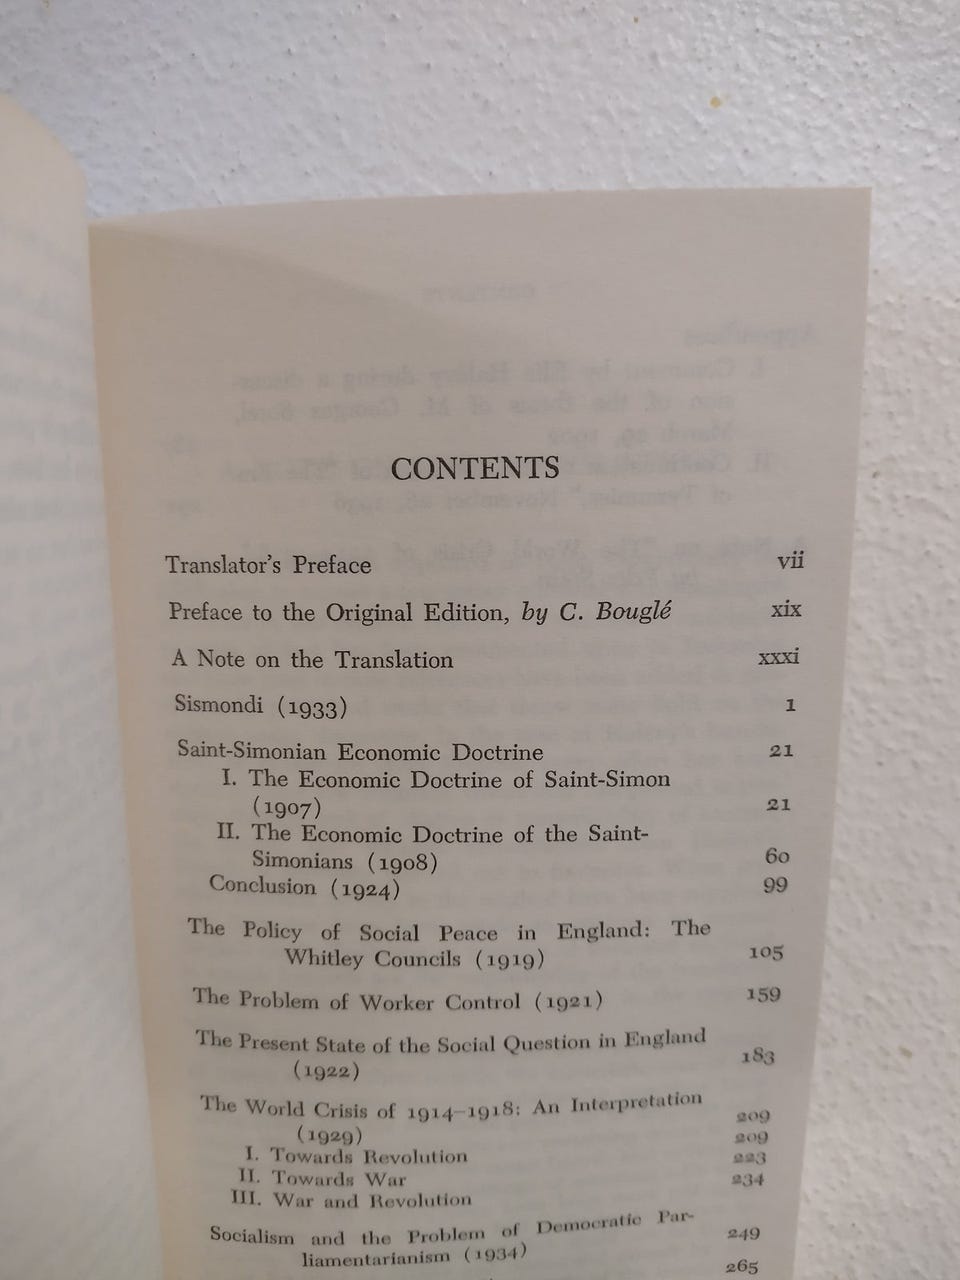 CONTENTS
Translator's Preface vii
Preface to the Original Edition, by C. Bouglé xix
A Note on the Translation xxxi
Sismondi (1933) 1
Saint-Simonian Economic Doctrine 21
I. The Economic Doctrine of Saint-Simon
(1907) 21
II. The Economic Doctrine of the Saint-
Simonians (1908) 60
Conclusion (1924) 99
The Policy of Social Peace in England: The
Whitley Councils (1919) 105
The Problem of Worker Control (1921) 159
The Present State of the Social Question in England
(1922) 183
The World Crisis of 1914–1918: An Interpretation
(1929) 209
I. Towards Revolution 209
II. Towards War 223
III. War and Revolution 234
Socialism and the Problem of Democratic Par-
liamentarianism (1934) 249
265